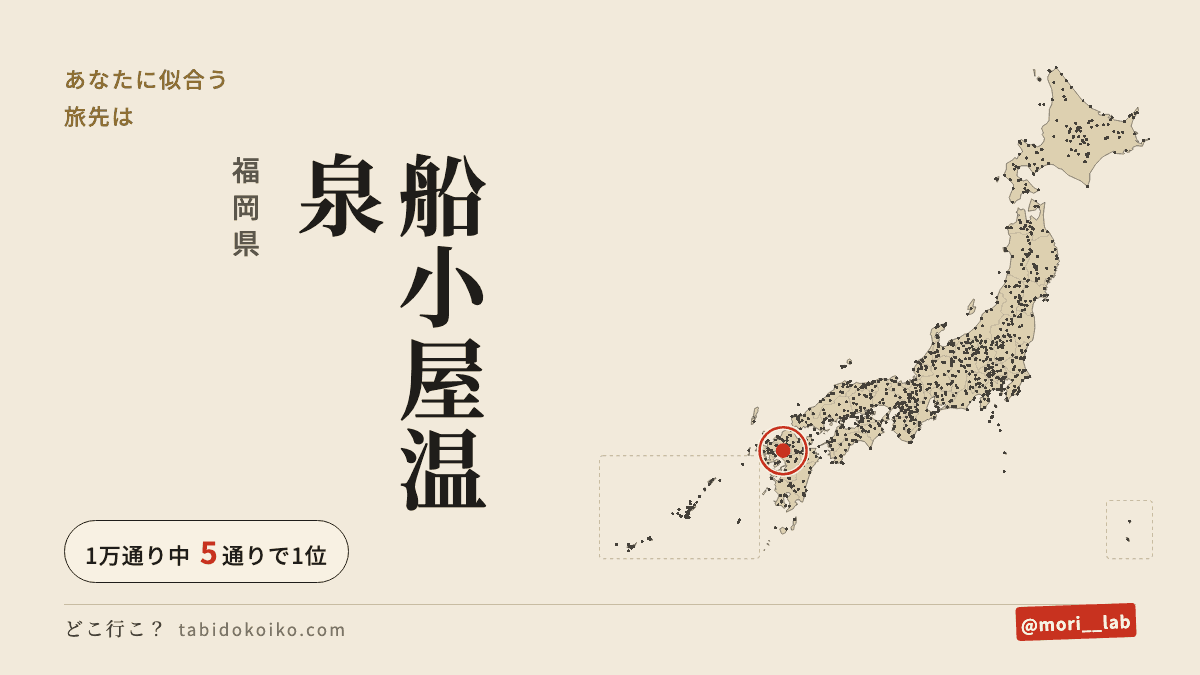 あなたに似合う
旅先は
船小屋温
泉
福岡県
1万通り中 5通りで1位
どこ行こ? tabidokoiko.com
@mori__lab